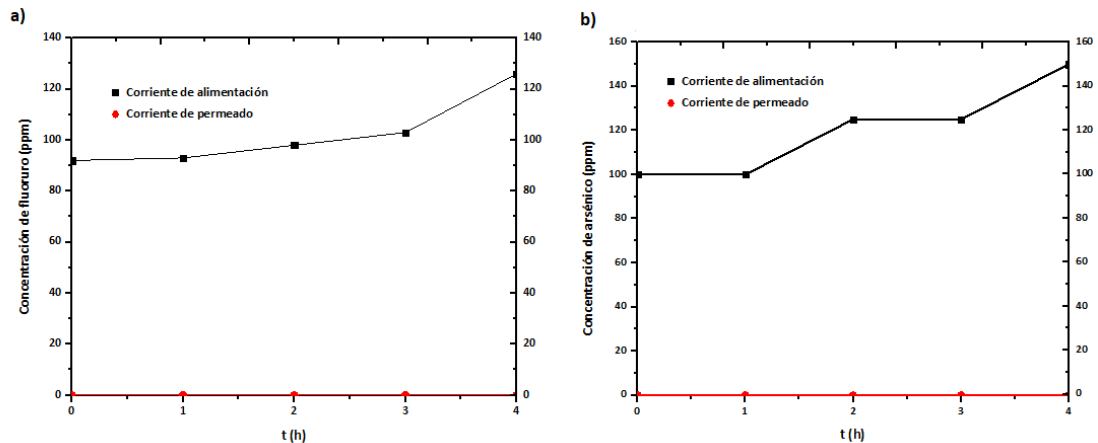 a)
140
120
100
80
60
40
20
0
140
120
100
80
60
40
20
0
Concentración de fluoruro (ppm)
Corriente de alimentación
Corriente de permeado
0 1 2 3 4
t (h)
b)
160
140
120
100
80
60
40
20
0
160
140
120
100
80
60
40
20
0
Concentración de arsénico (ppm)
Corriente de alimentación
Corriente de permeado
0 1 2 3 4
t (h)